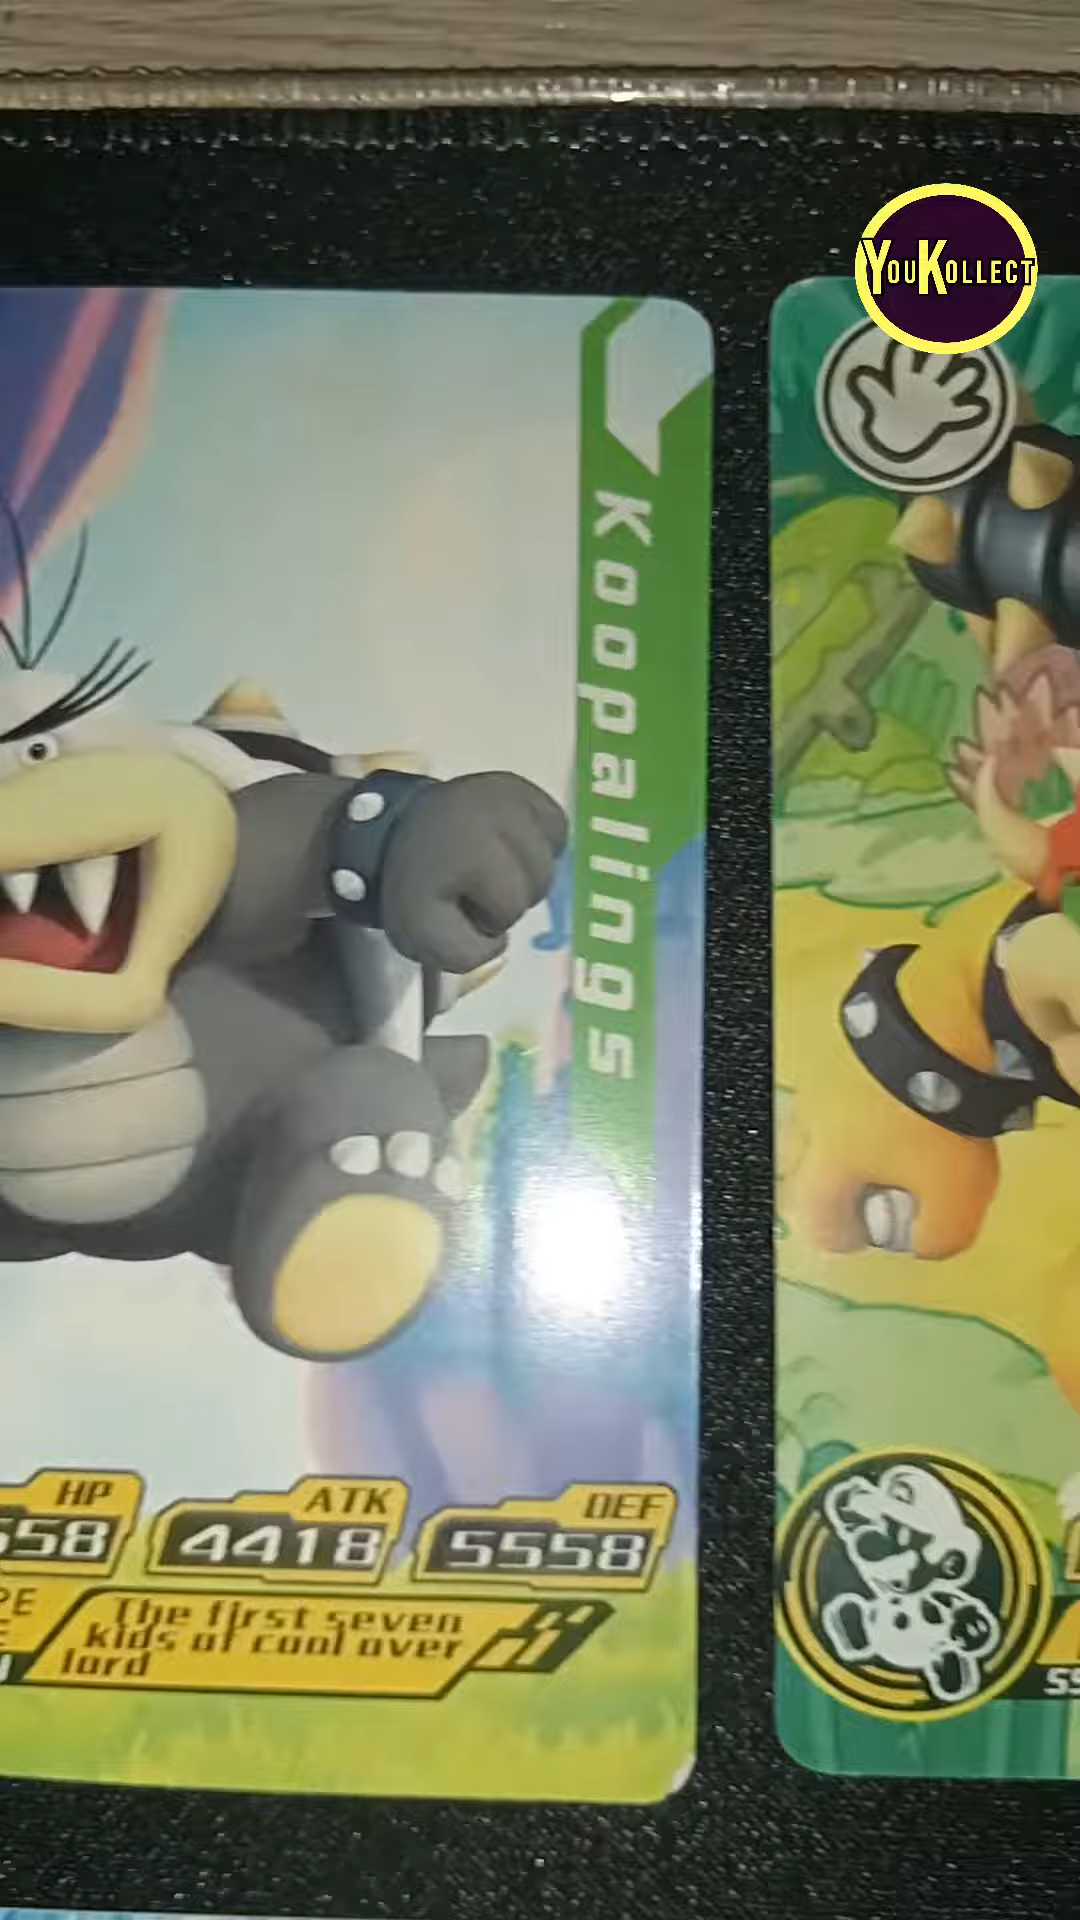 YouKollect
Koopalings
HP
ATK
DEF
558
4418
5558
The first seven
kids of cool over
lord